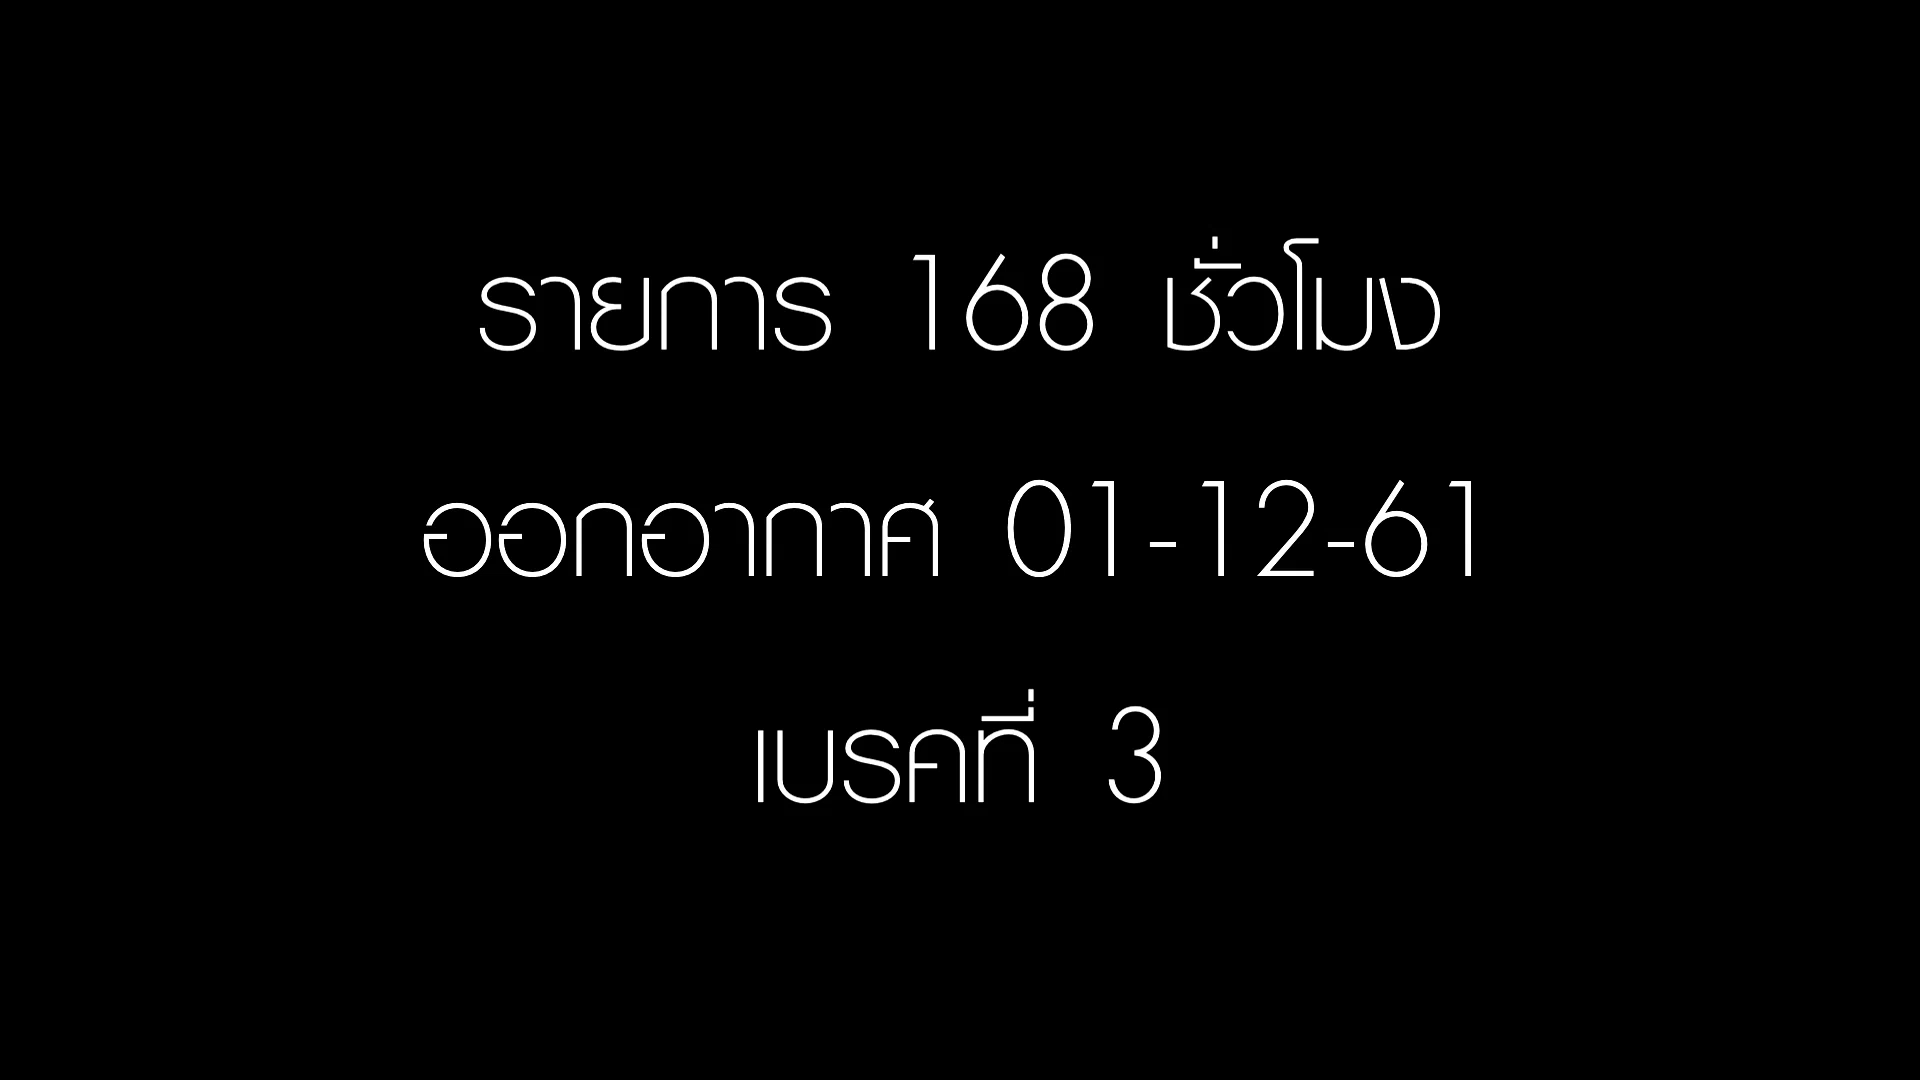 รายการ 168 ชั่วโมง
ออกอากาศ 01-12-61
เบรคที่ 3